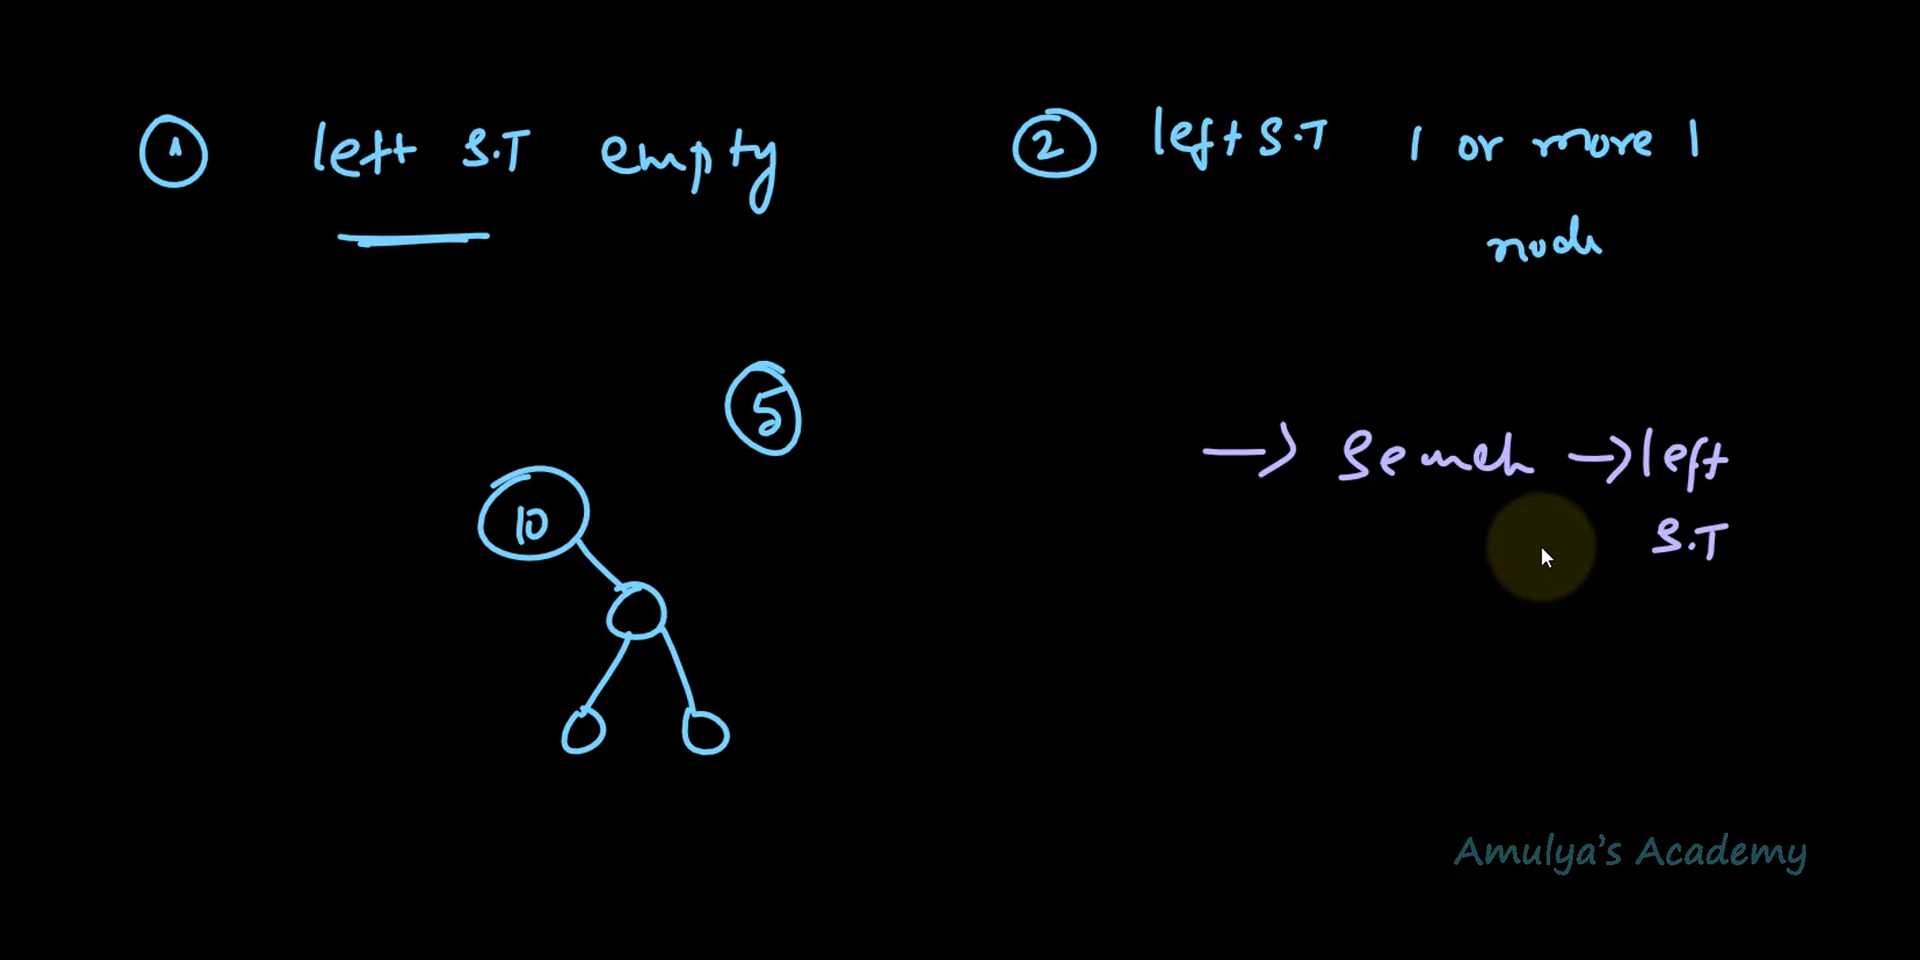 1 left S.T empty
2 left S.T 1 or more 1
node
5
10
→ Search → left
S.T
Amulya's Academy